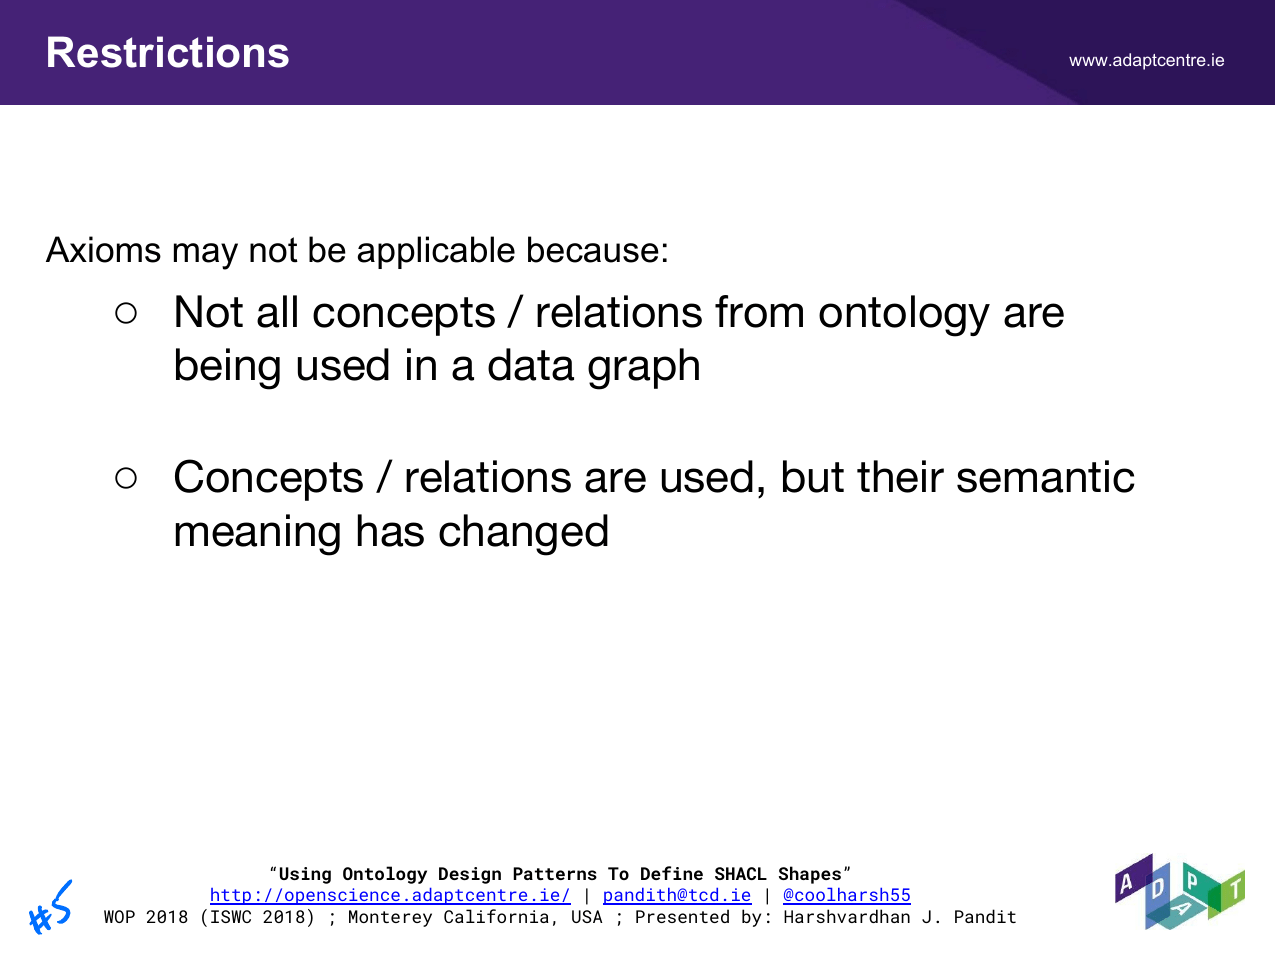 Restrictions
www.adaptcentre.ie
Axioms may not be applicable because:
○ Not all concepts / relations from ontology are
being used in a data graph
○ Concepts / relations are used, but their semantic
meaning has changed
“Using Ontology Design Patterns To Define SHACL Shapes”
http://openscience.adaptcentre.ie/ | pandith@tcd.ie | @coolharsh55
WOP 2018 (ISWC 2018) ; Monterey California, USA ; Presented by: Harshvardhan J. Pandit
#5
ADAPT